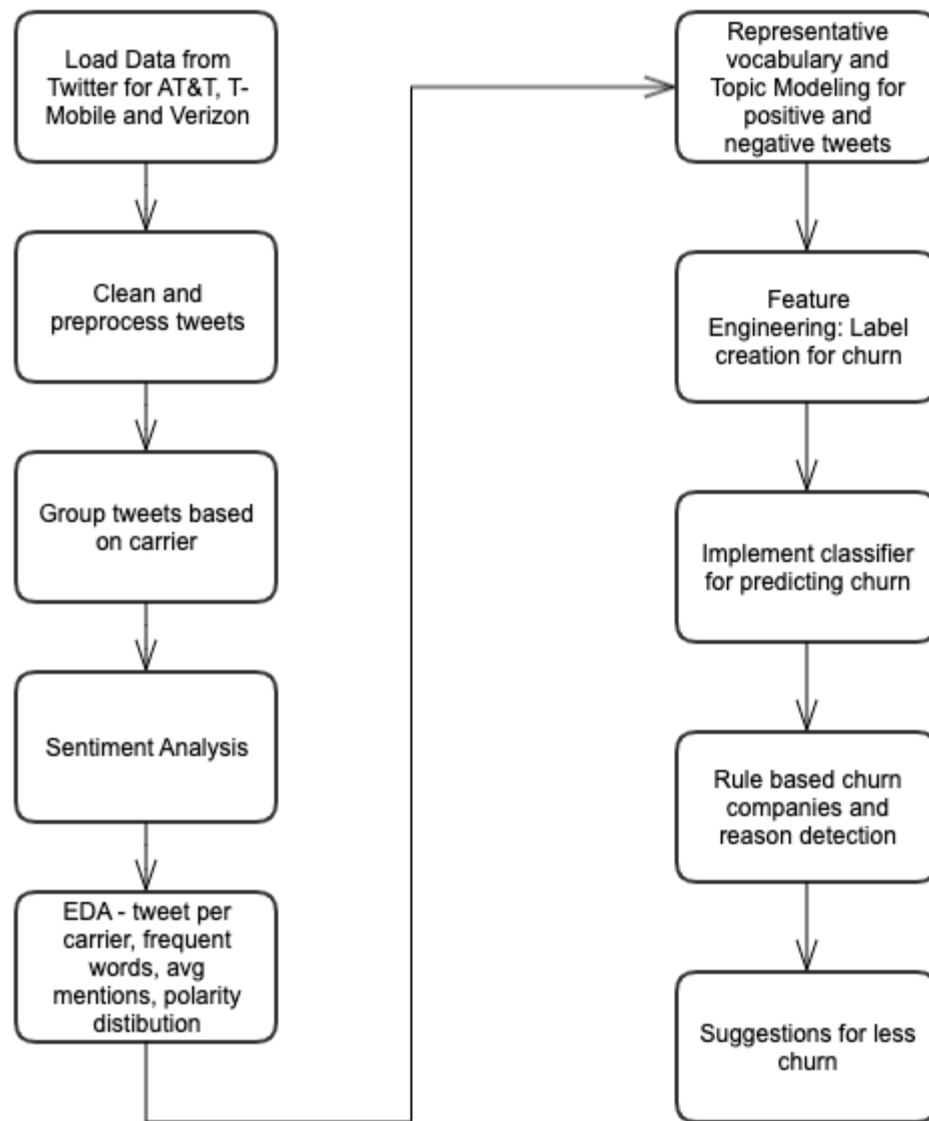 Load Data from
Twitter for AT&T, T-
Mobile and Verizon
Clean and
preprocess tweets
Group tweets based
on carrier
Sentiment Analysis
EDA - tweet per
carrier, frequent
words, avg
mentions, polarity
distibution
Representative
vocabulary and
Topic Modeling for
positive and
negative tweets
Feature
Engineering: Label
creation for churn
Implement classifier
for predicting churn
Rule based churn
companies and
reason detection
Suggestions for less
churn